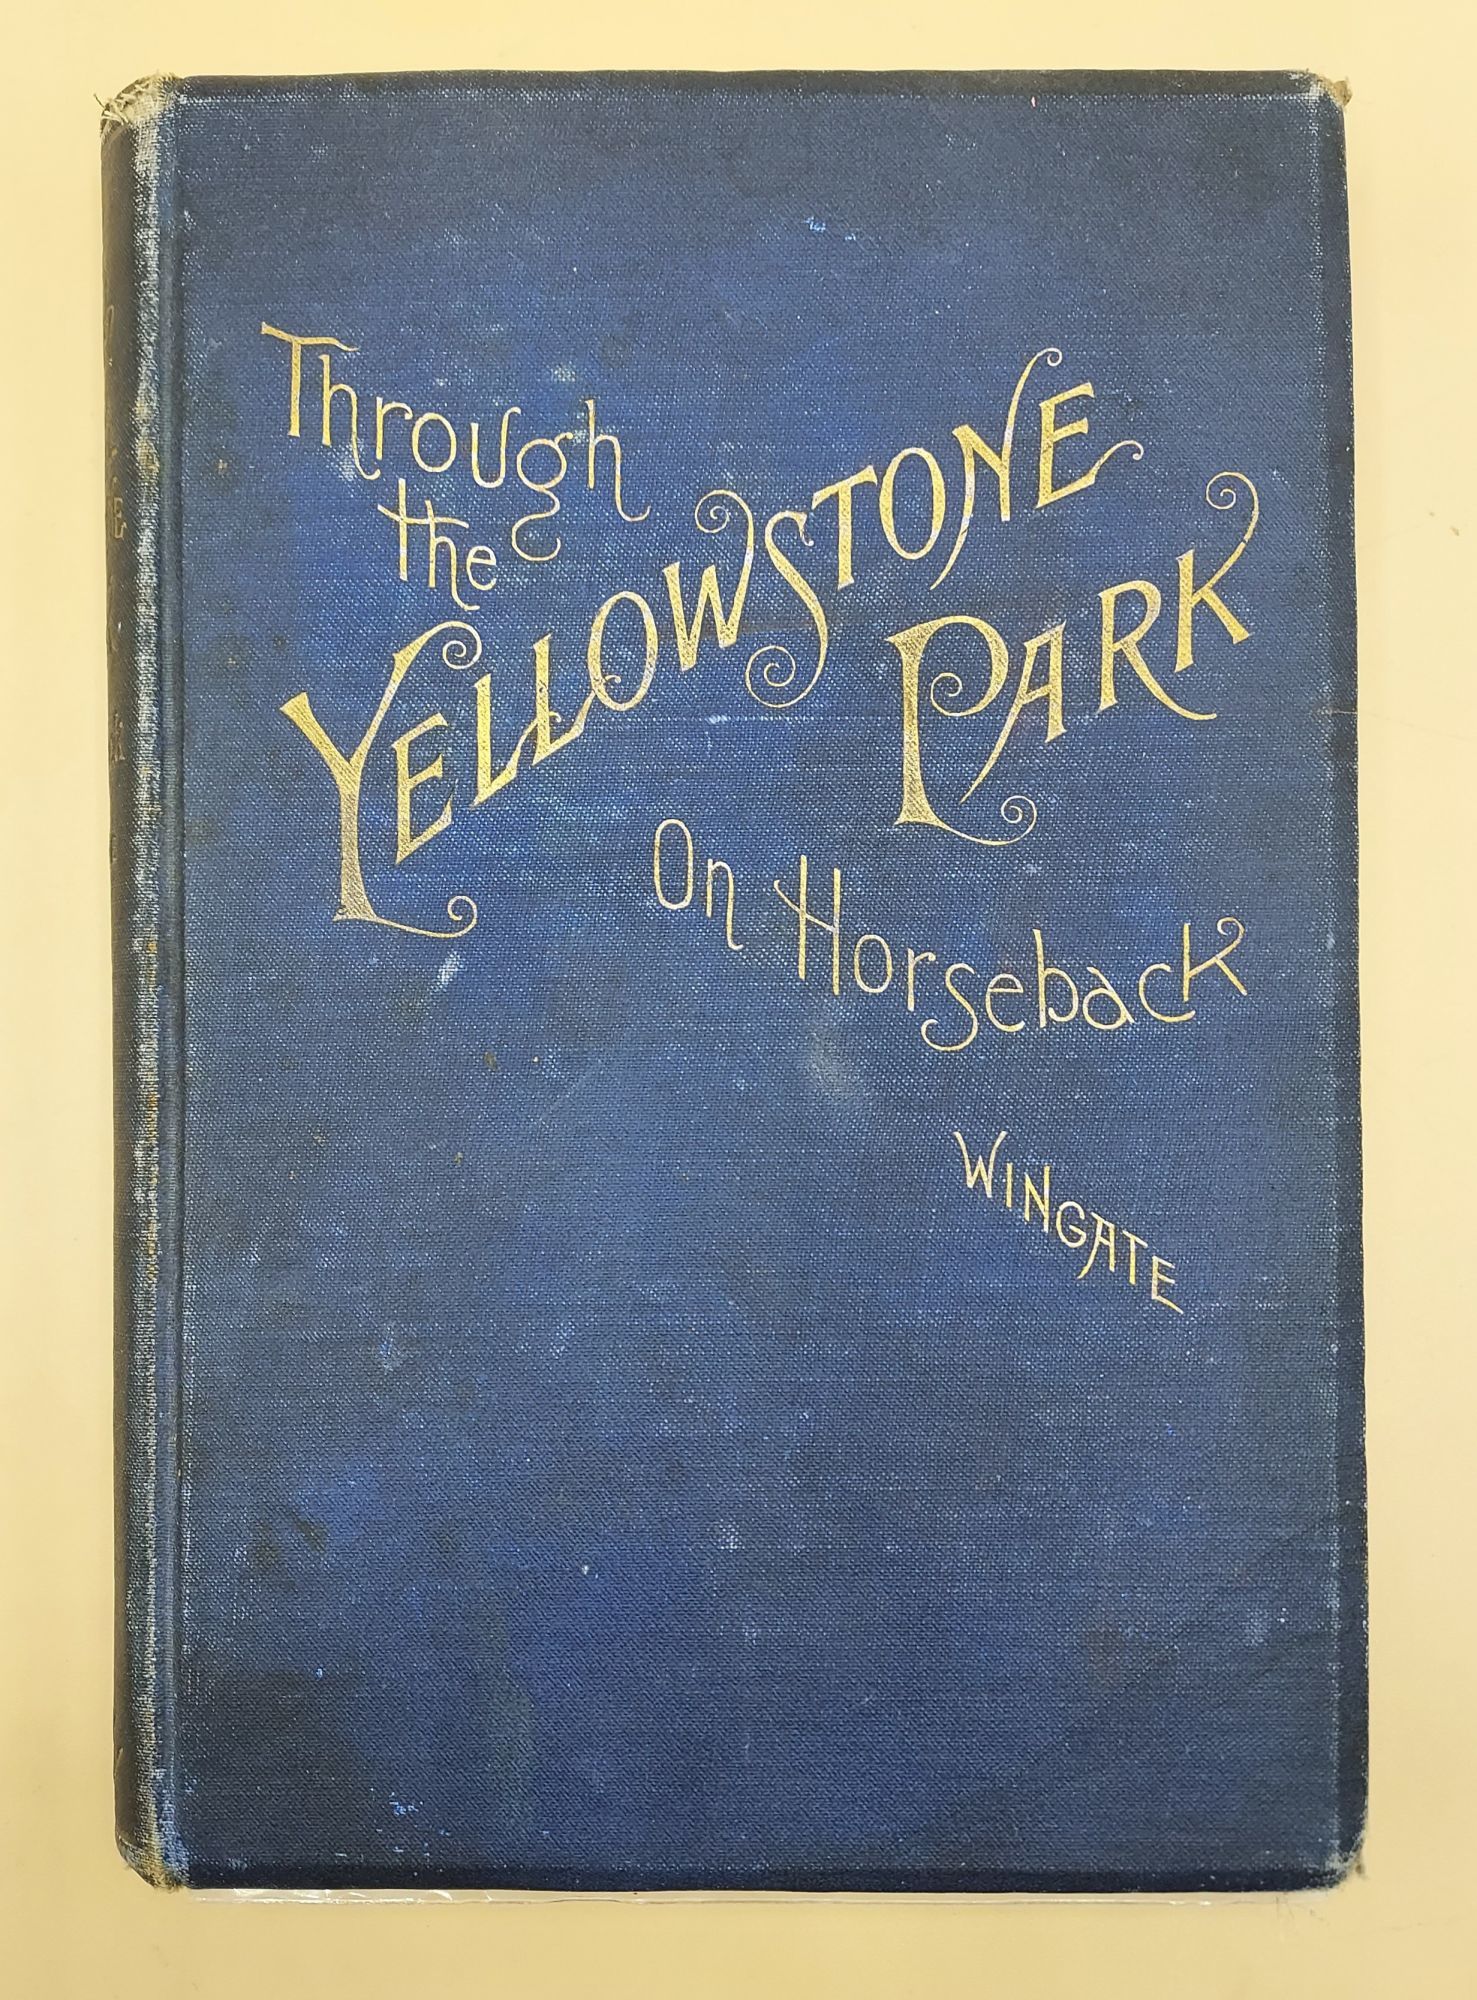 Through
the
YELLOWSTONE
PARK
On Horseback
WINGATE